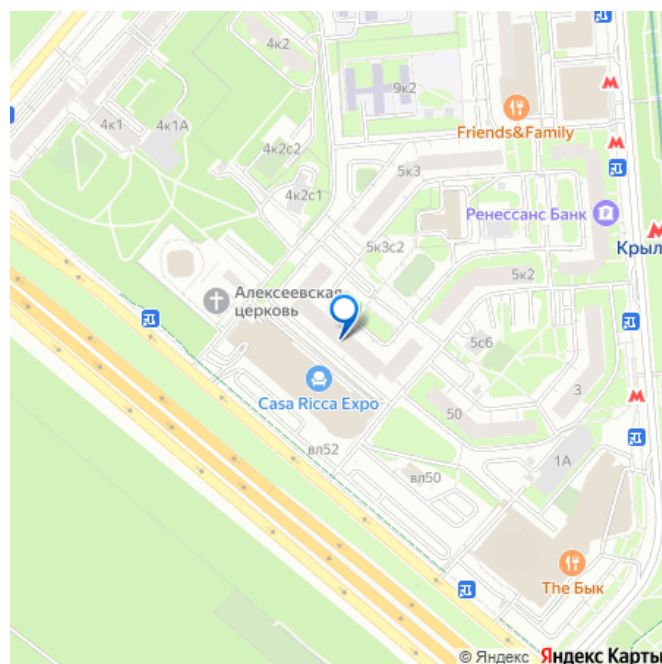 4к2
9к2
Friends&Family
4к1
4к1А
4к2с2
5к3
4к2с1
Ренессанс Банк
Крыл
5к3с2
5к2
Алексеевская
церковь
5с6
Casa Ricca Expo
3
50
вл52
1А
вл50
The Бык
© Яндекс Яндекс Карты